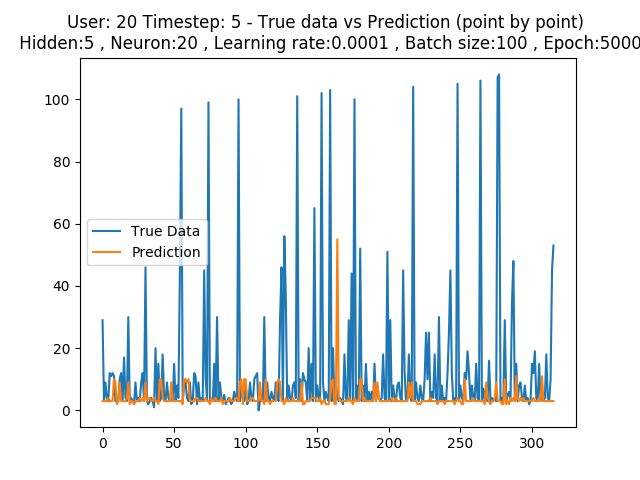 User: 20 Timestep: 5 - True data vs Prediction (point by point)
Hidden:5 , Neuron:20 , Learning rate:0.0001 , Batch size:100 , Epoch:5000
100
80
60
40
20
0
True Data
Prediction
0 50 100 150 200 250 300